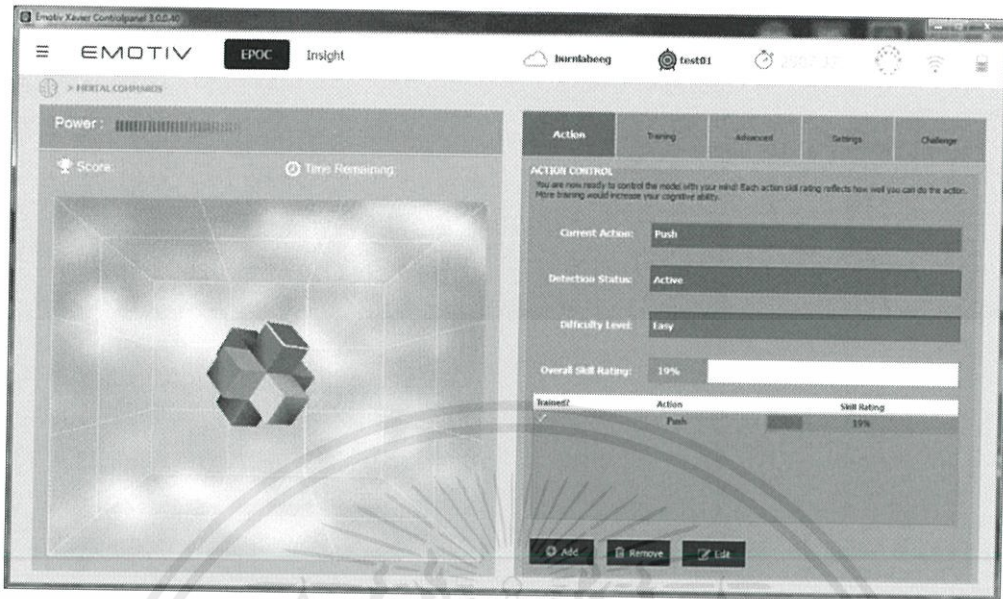 Emotiv Xavier Controlpanel 3.0.0.40
EMOTIV EPOC Insight burnlabeeg test01
> MENTAL COMMANDS
Power :
Score: Time Remaining:
Action Training Advanced Settings Challenge
ACTION CONTROL
You are now ready to control the model with your mind! Each action skill rating reflects how well you can do the action.
More training would increase your cognitive ability.
Current Action: Push
Detection Status: Active
Difficulty Level: Easy
Overall Skill Rating: 19%
Trained? Action Skill Rating
Push 19%
Add Remove Edit